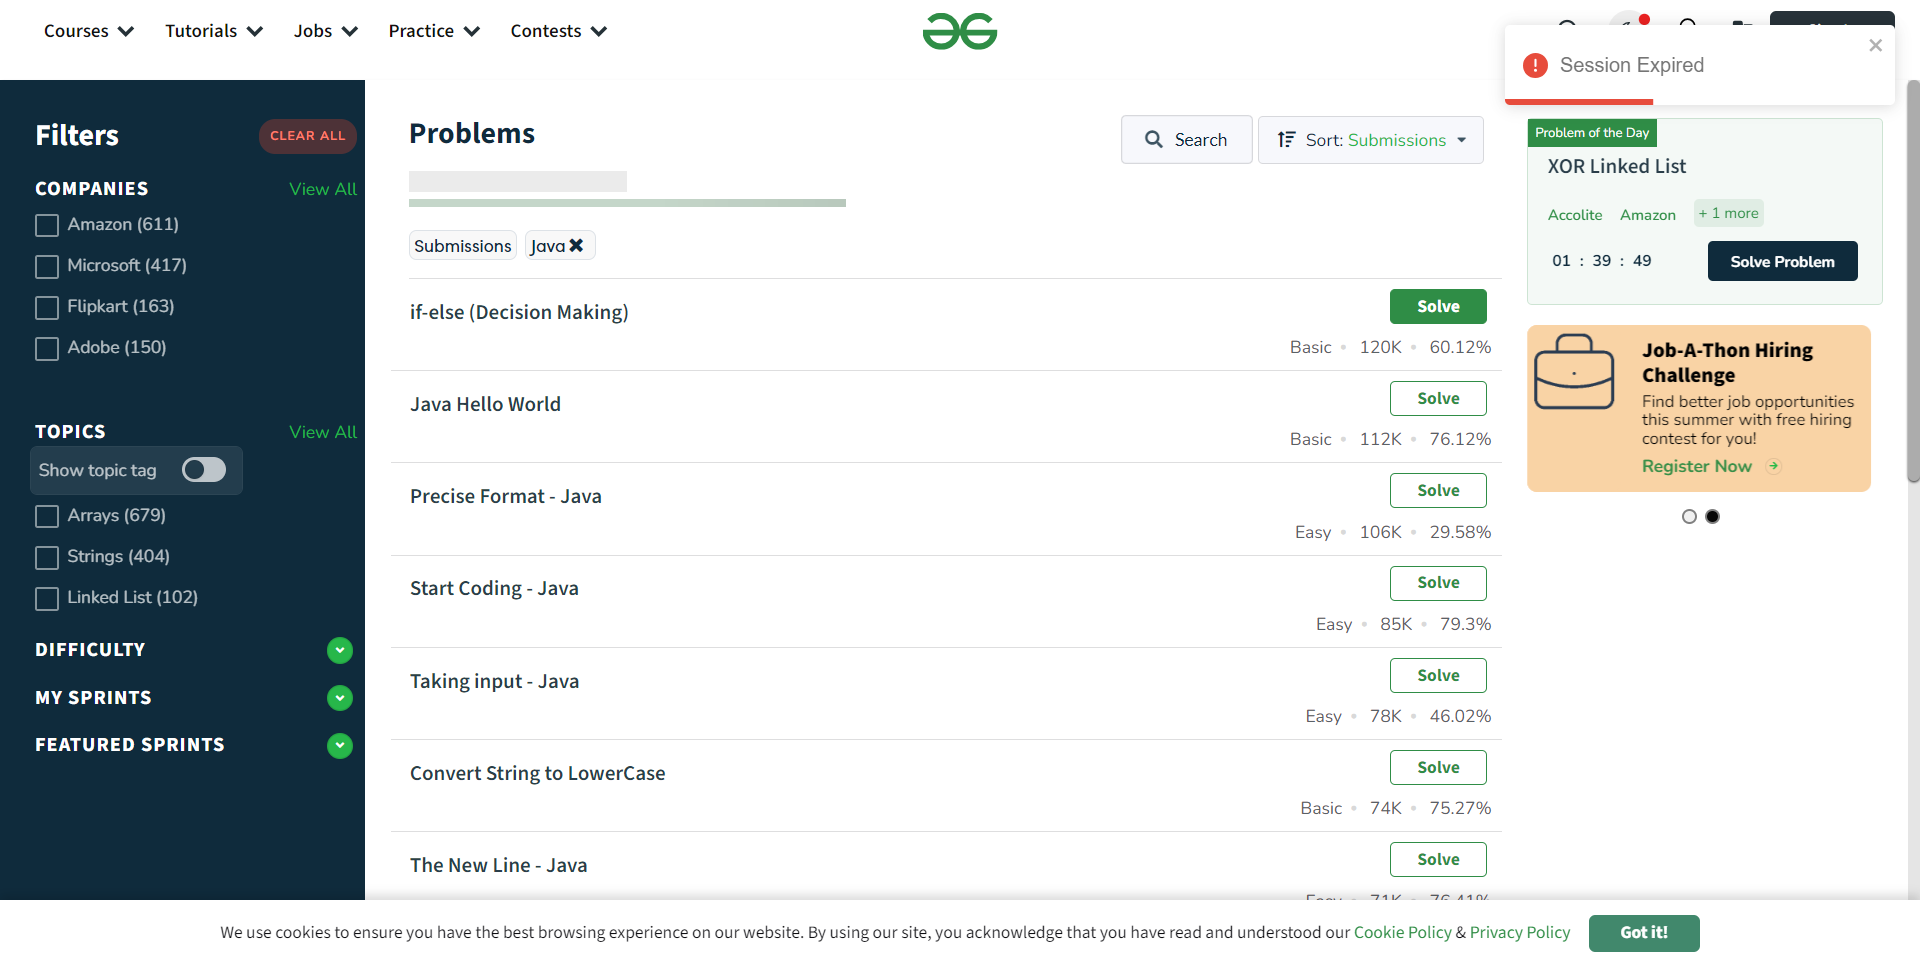 Courses Tutorials Jobs Practice Contests
Session Expired
Filters CLEAR ALL
COMPANIES View All
Amazon (611)
Microsoft (417)
Flipkart (163)
Adobe (150)
TOPICS View All
Show topic tag
Arrays (679)
Strings (404)
Linked List (102)
DIFFICULTY
MY SPRINTS
FEATURED SPRINTS
Problems
Search
Sort: Submissions
Submissions Java
if-else (Decision Making) Solve
Basic • 120K • 60.12%
Java Hello World Solve
Basic • 112K • 76.12%
Precise Format - Java Solve
Easy • 106K • 29.58%
Start Coding - Java Solve
Easy • 85K • 79.3%
Taking input - Java Solve
Easy • 78K • 46.02%
Convert String to LowerCase Solve
Basic • 74K • 75.27%
The New Line - Java Solve
Easy • 71K • 76.41%
Problem of the Day
XOR Linked List
Accolite Amazon + 1 more
01 : 39 : 49 Solve Problem
Job-A-Thon Hiring
Challenge
Find better job opportunities
this summer with free hiring
contest for you!
Register Now
We use cookies to ensure you have the best browsing experience on our website. By using our site, you acknowledge that you have read and understood our Cookie Policy & Privacy Policy Got it!